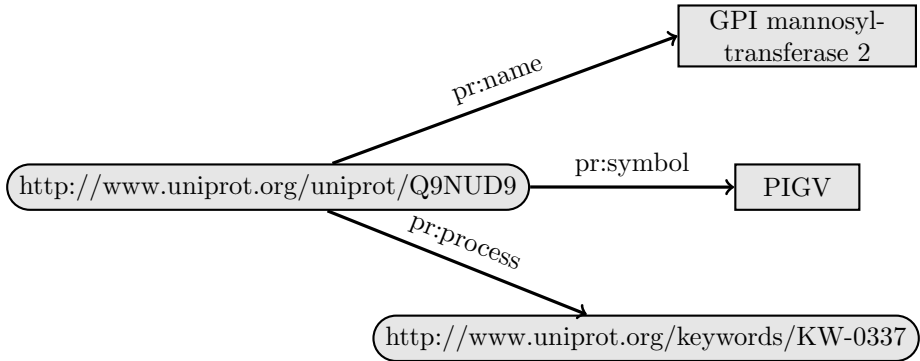 GPI mannosyl-
transferase 2
pr:name
http://www.uniprot.org/uniprot/Q9NUD9
pr:symbol
PIGV
pr:process
http://www.uniprot.org/keywords/KW-0337